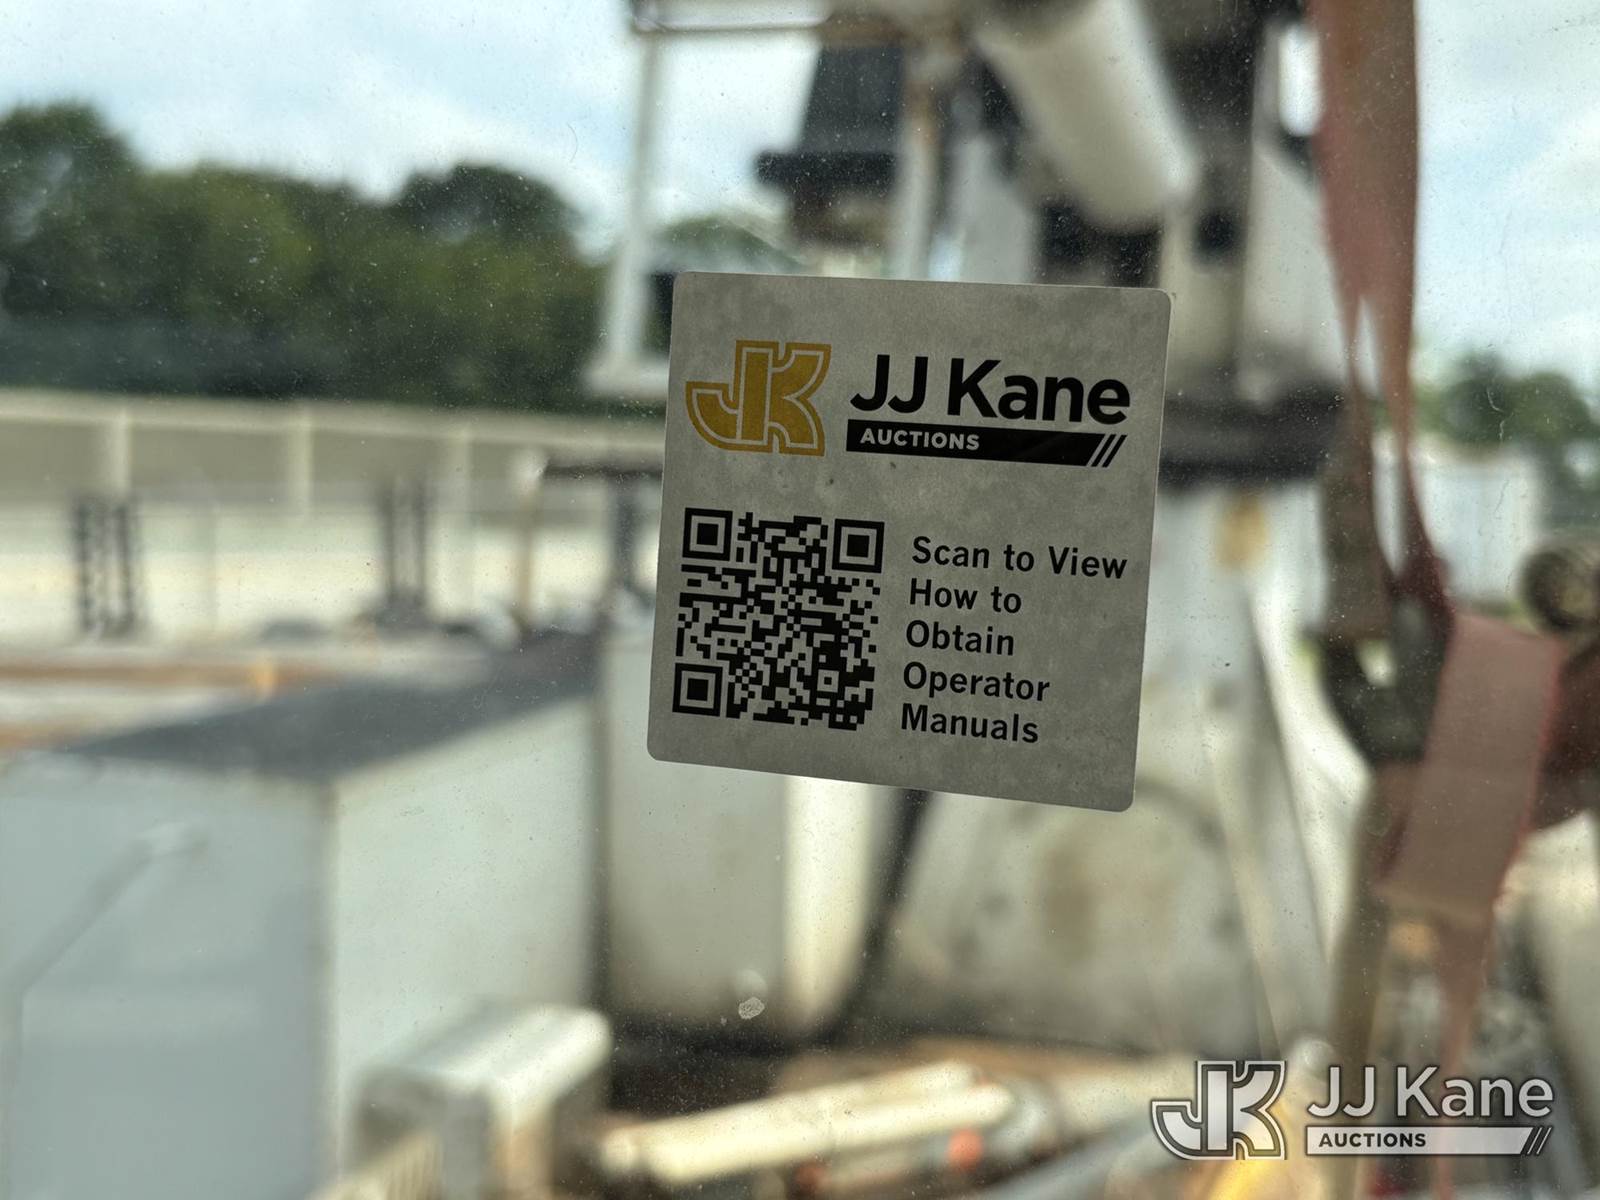 JK
JJ Kane
AUCTIONS
Scan to View
How to
Obtain
Operator
Manuals
JK
JJ Kane
AUCTIONS